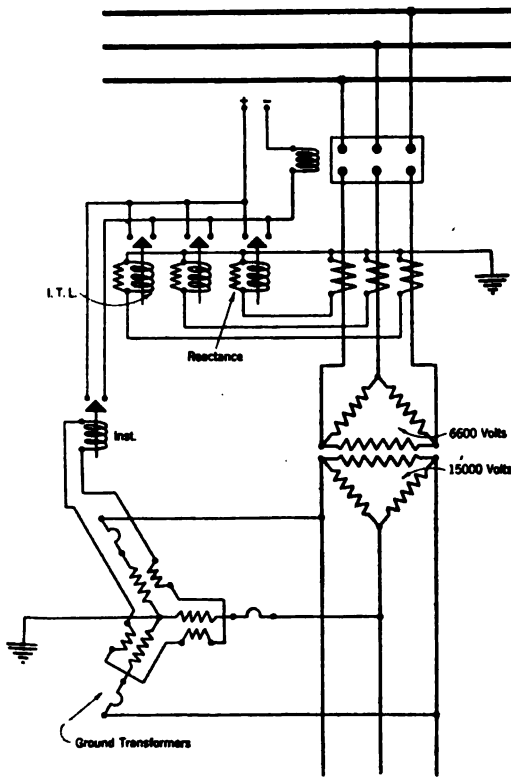 + −
I. T. L.
Reactance
6600 Volts
Inst.
15000 Volts
Ground Transformers